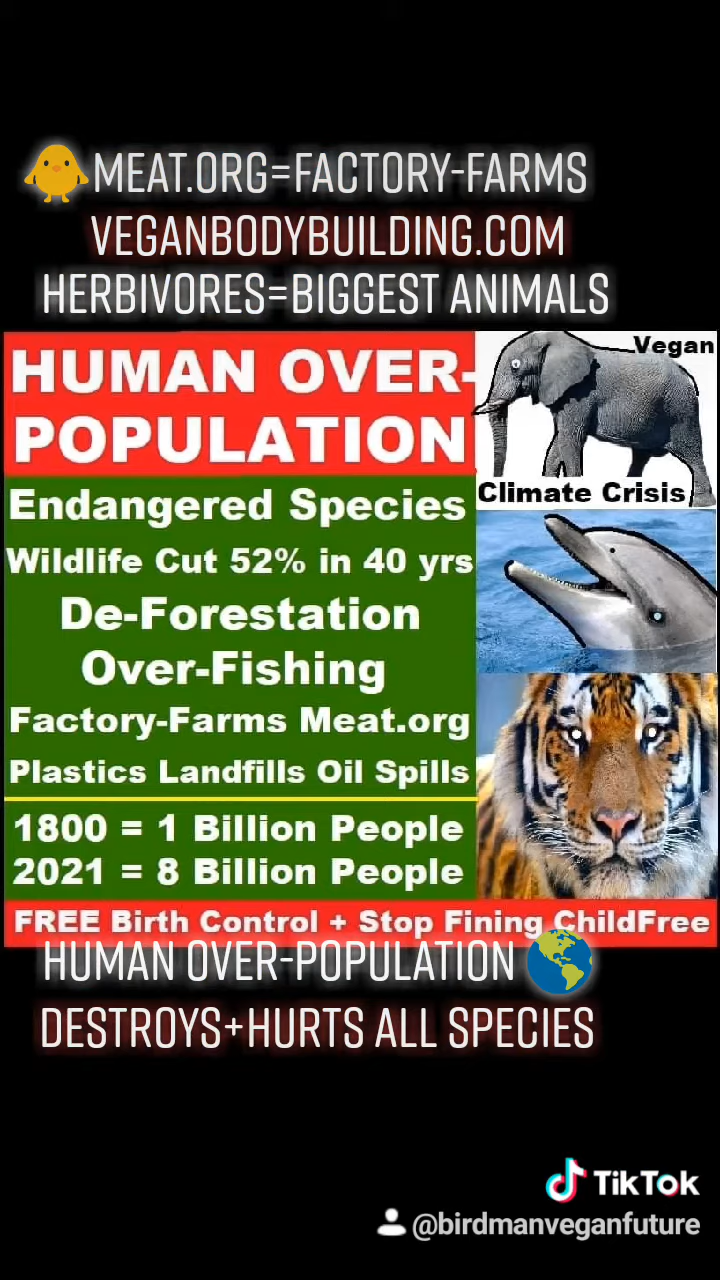 MEAT.ORG=FACTORY-FARMS
VEGANBODYBUILDING.COM
HERBIVORES=BIGGEST ANIMALS
HUMAN OVER-
POPULATION
Vegan
Climate Crisis
Endangered Species
Wildlife Cut 52% in 40 yrs
De-Forestation
Over-Fishing
Factory-Farms Meat.org
Plastics Landfills Oil Spills
1800 = 1 Billion People
2021 = 8 Billion People
FREE Birth Control + Stop Fining ChildFree
HUMAN OVER-POPULATION
DESTROYS+HURTS ALL SPECIES
TikTok
@birdmanveganfuture